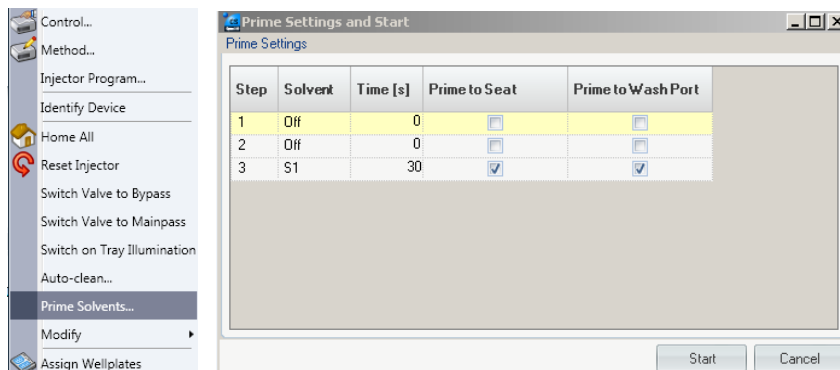 Control...
Method...
Injector Program...
Identify Device
Home All
Reset Injector
Switch Valve to Bypass
Switch Valve to Mainpass
Switch on Tray Illumination
Auto-clean...
Prime Solvents...
Modify
Assign Wellplates
Prime Settings and Start
Prime Settings
Step Solvent Time [s] Prime to Seat Prime to Wash Port
1 Off 0
2 Off 0
3 S1 30
Start Cancel